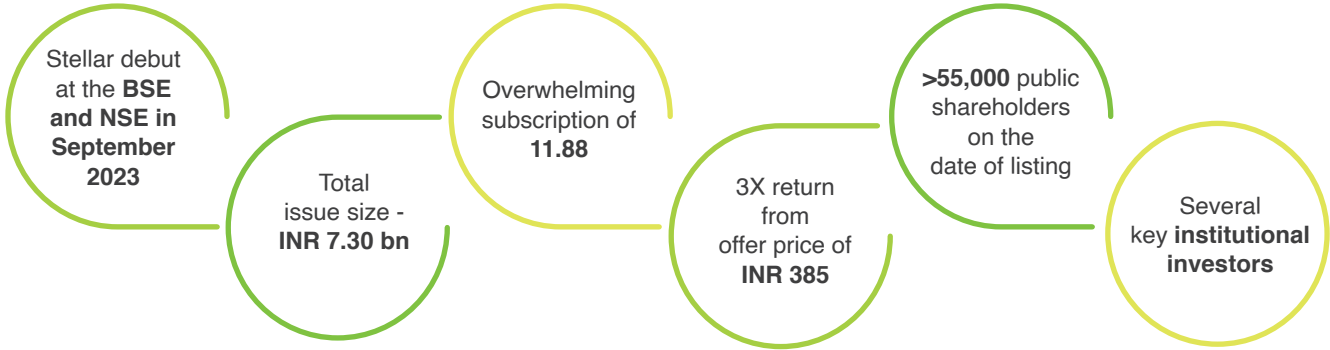 Stellar debut
at the BSE
and NSE in
September
2023
Total
issue size -
INR 7.30 bn
Overwhelming
subscription of
11.88
3X return
from
offer price of
INR 385
>55,000 public
shareholders
on the
date of listing
Several
key institutional
investors